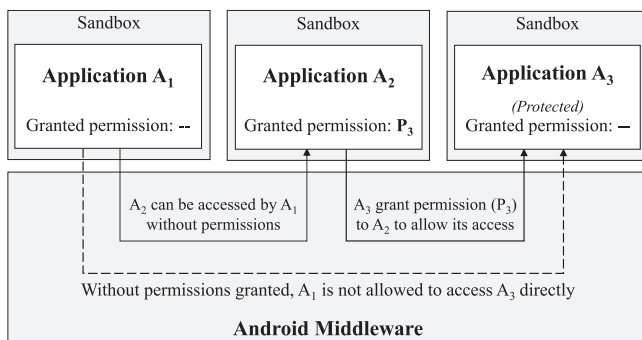 Sandbox
Sandbox
Sandbox
Application A₁
Granted permission: --
Application A₂
Granted permission: P₃
Application A₃
(Protected)
Granted permission: —
A₂ can be accessed by A₁
without permissions
A₃ grant permission (P₃)
to A₂ to allow its access
Without permissions granted, A₁ is not allowed to access A₃ directly
Android Middleware